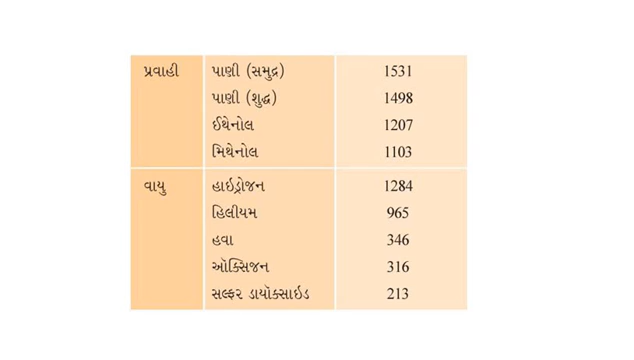 પ્રવાહી પાણી (સમુદ્ર) 1531
પાણી (શુદ્ધ) 1498
ઈથેનોલ 1207
મિથેનોલ 1103
વાયુ હાઇડ્રોજન 1284
હિલીયમ 965
હવા 346
ઑક્સિજન 316
સલ્ફર ડાયૉક્સાઇડ 213